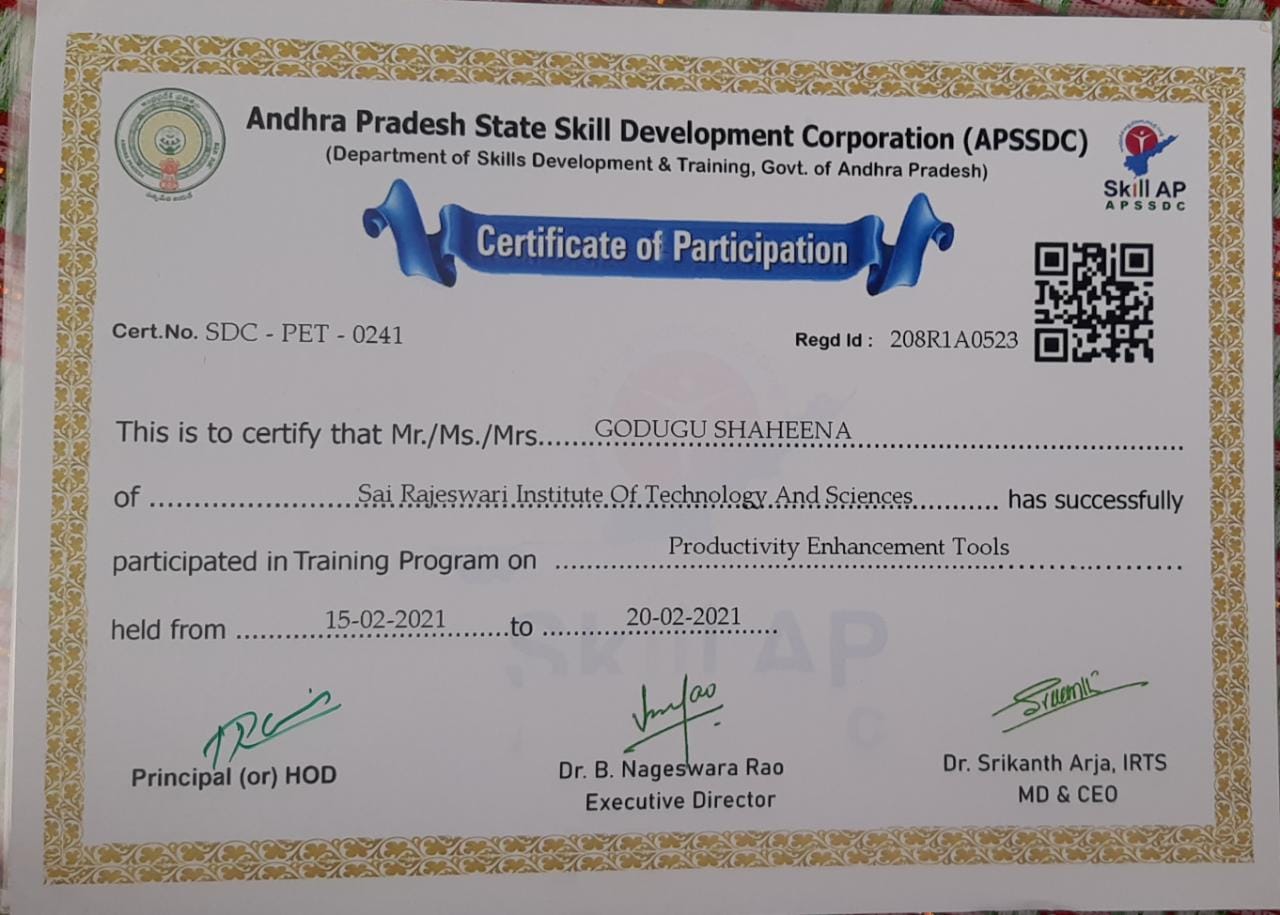 Andhra Pradesh State Skill Development Corporation (APSSDC)
(Department of Skills Development & Training, Govt. of Andhra Pradesh)
Skill AP
APSSDC
Certificate of Participation
Cert.No. SDC - PET - 0241
Regd Id : 208R1A0523
This is to certify that Mr./Ms./Mrs......GODUGU SHAHEENA
of ........Sai Rajeswari Institute Of Technology And Sciences........ has successfully
participated in Training Program on ........Productivity Enhancement Tools........
held from ........15-02-2021........to ........20-02-2021........
Principal (or) HOD
Dr. B. Nageswara Rao
Executive Director
Dr. Srikanth Arja, IRTS
MD & CEO